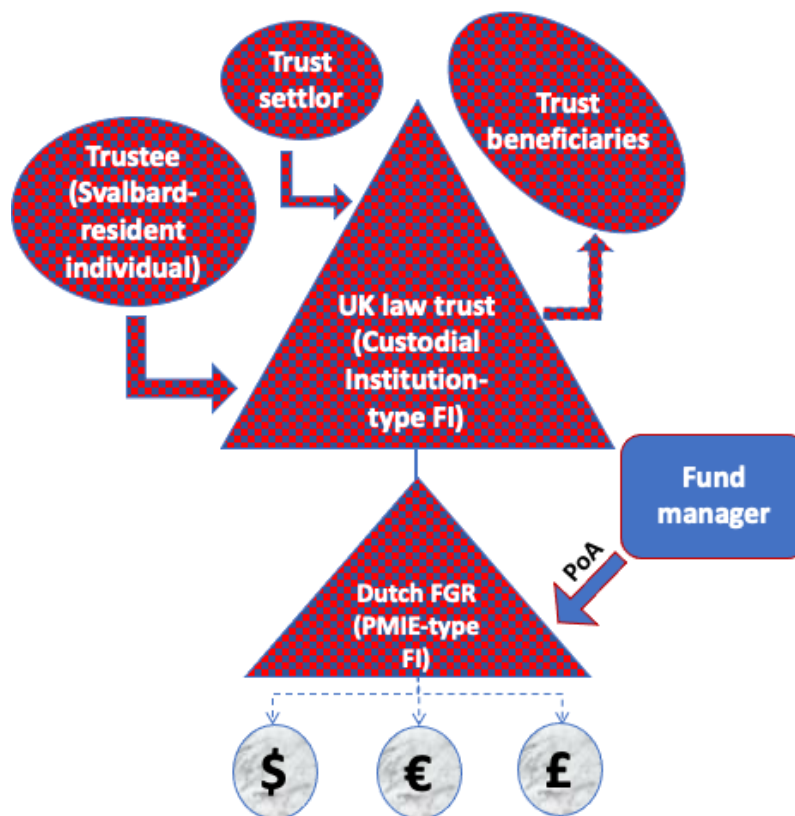 Trust
settlor
Trust
beneficiaries
Trustee
(Svalbard-
resident
individual)
UK law trust
(Custodial
Institution-
type FI)
Fund
manager
PoA
Dutch FGR
(PMIE-type
FI)
$ € £